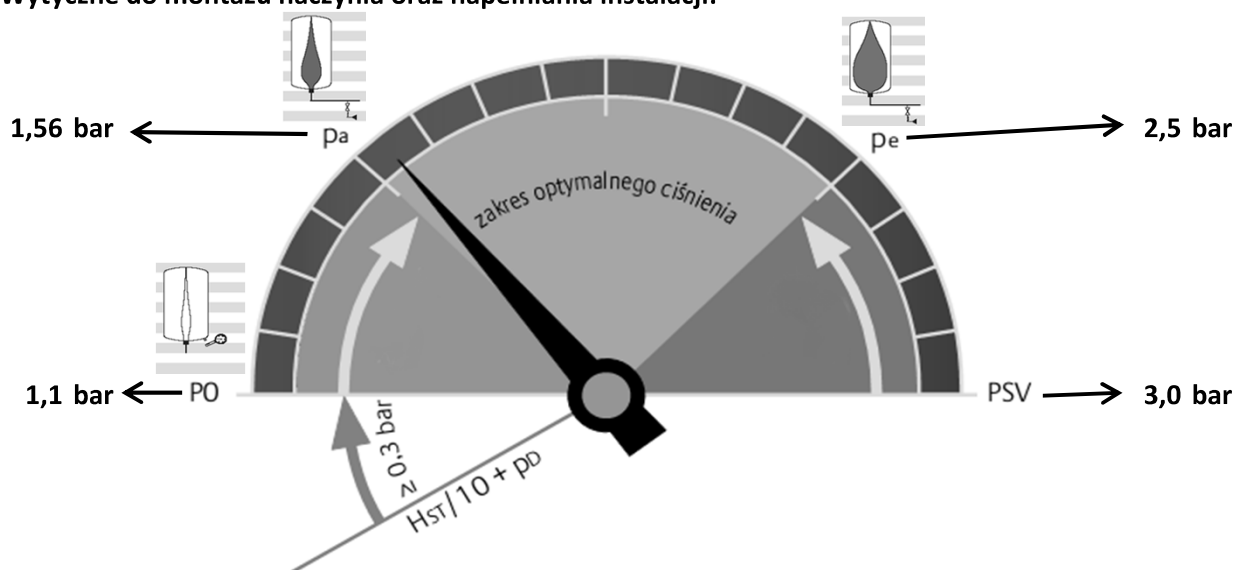 Wytyczne do montażu naczynia oraz napełniania instalacji:
1,56 bar
pa
pe
2,5 bar
zakres optymalnego ciśnienia
1,1 bar
PO
PSV
3,0 bar
≥ 0,3 bar
HST/10 + pD